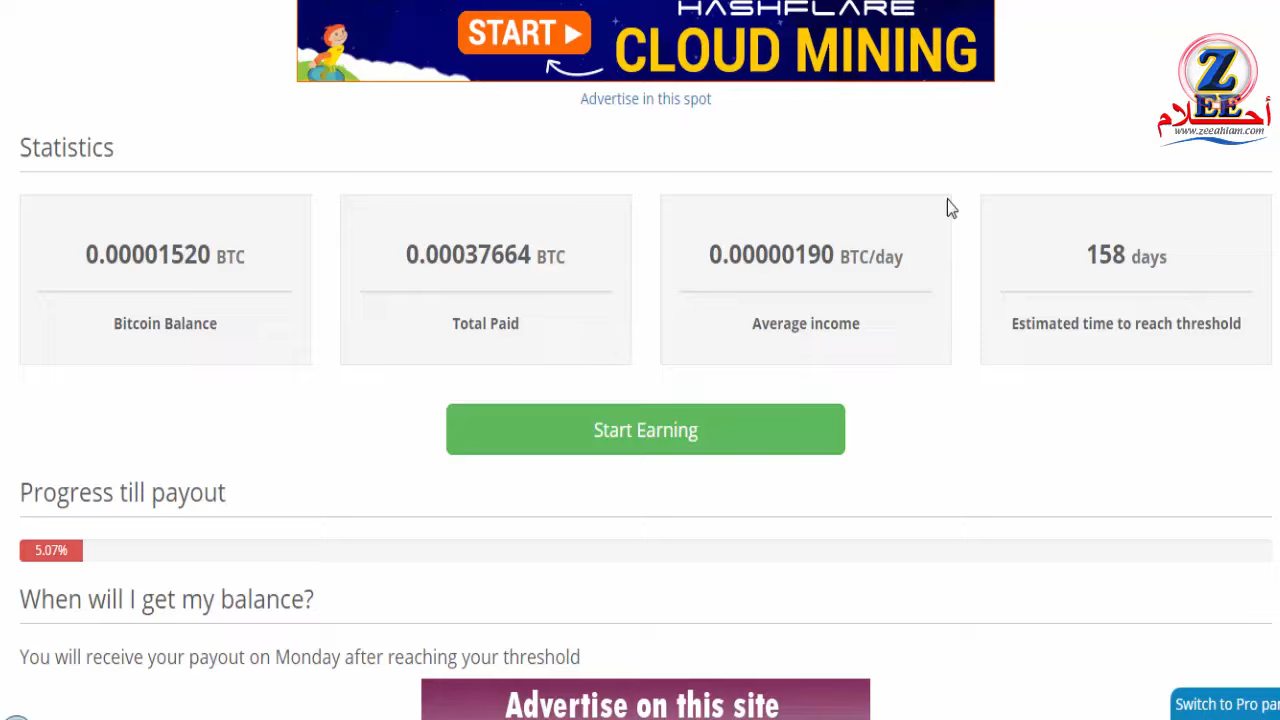 HASHFLARE
START
CLOUD MINING
Advertise in this spot
Z
EE
أحلام
www.zeeahlam.com
Statistics
0.00001520 BTC
Bitcoin Balance
0.00037664 BTC
Total Paid
0.00000190 BTC/day
Average income
158 days
Estimated time to reach threshold
Start Earning
Progress till payout
5.07%
When will I get my balance?
You will receive your payout on Monday after reaching your threshold
Advertise on this site
Switch to Pro pan